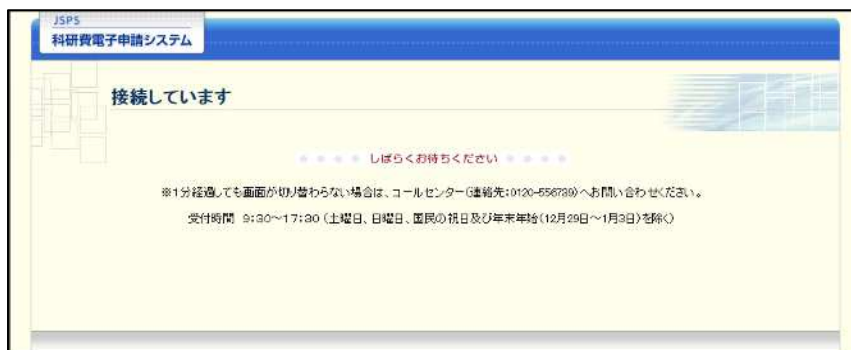 JSPS
科研費電子申請システム
接続しています
しばらくお待ちください
※1分経過しても画面が切り替わらない場合は、コールセンター(連絡先:0120-556739)へお問い合わせください。
受付時間 9:30～17:30 (土曜日、日曜日、国民の祝日及び年末年始(12月29日～1月3日)を除く)